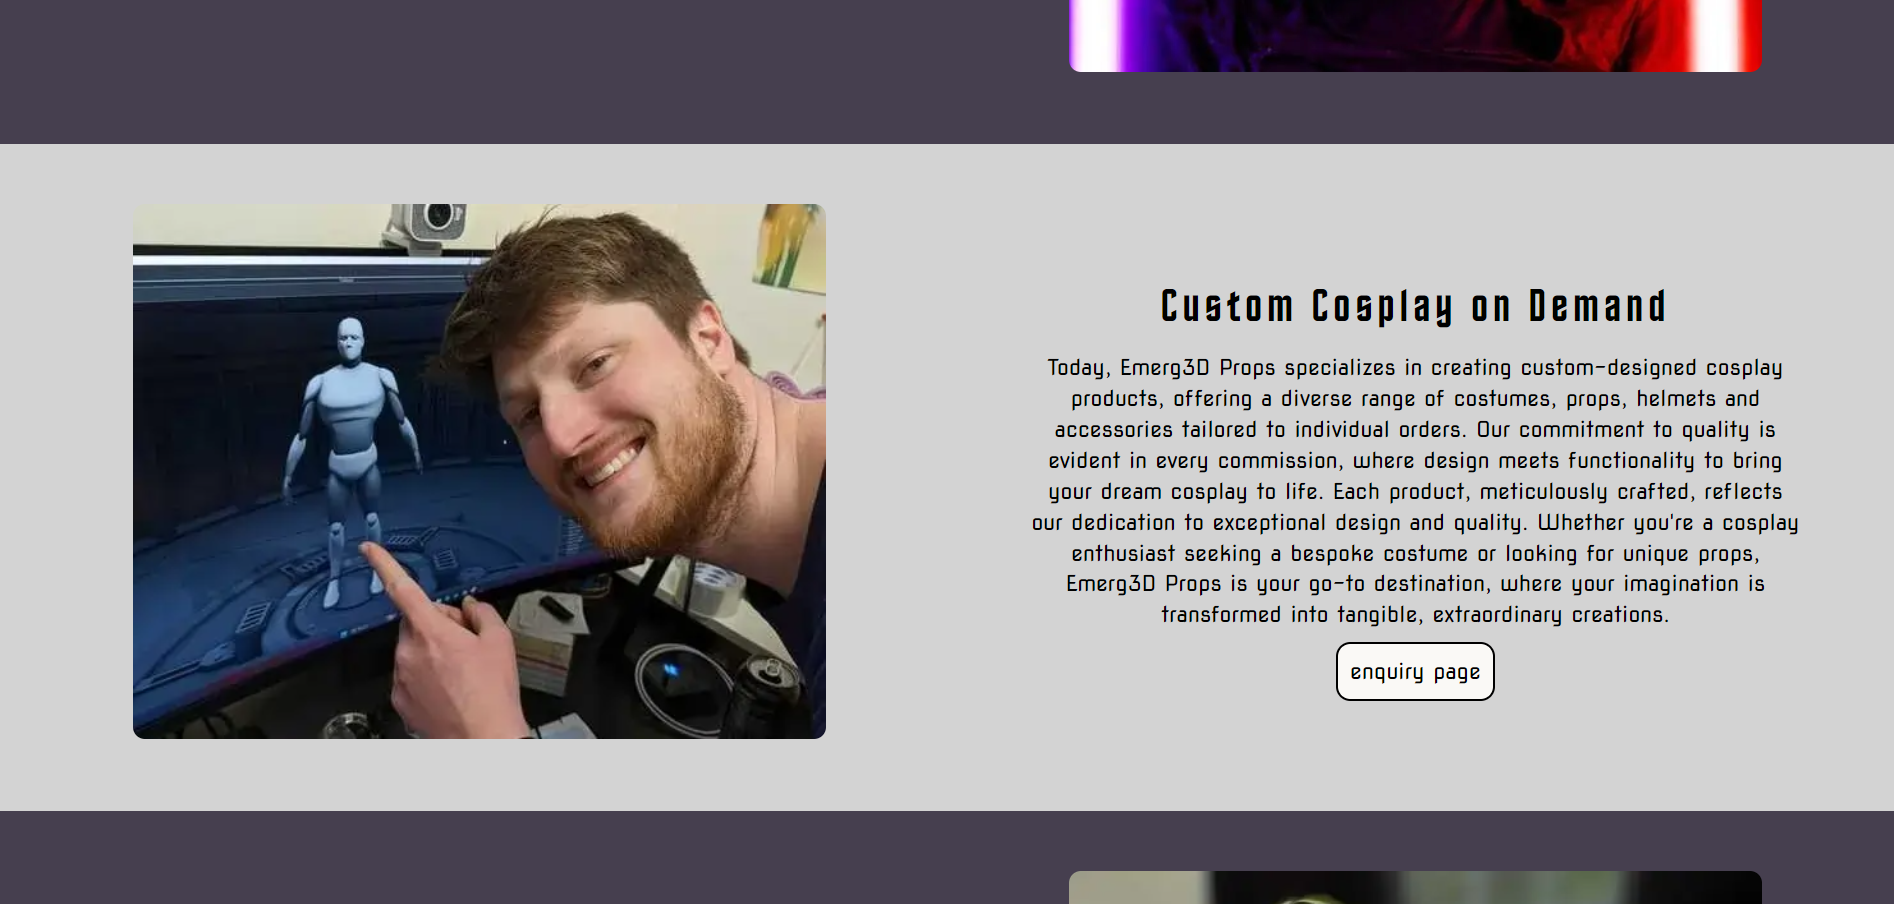 Custom Cosplay on Demand
Today, Emerg3D Props specializes in creating custom-designed cosplay
products, offering a diverse range of costumes, props, helmets and
accessories tailored to individual orders. Our commitment to quality is
evident in every commission, where design meets functionality to bring
your dream cosplay to life. Each product, meticulously crafted, reflects
our dedication to exceptional design and quality. Whether you're a cosplay
enthusiast seeking a bespoke costume or looking for unique props,
Emerg3D Props is your go-to destination, where your imagination is
transformed into tangible, extraordinary creations.
enquiry page